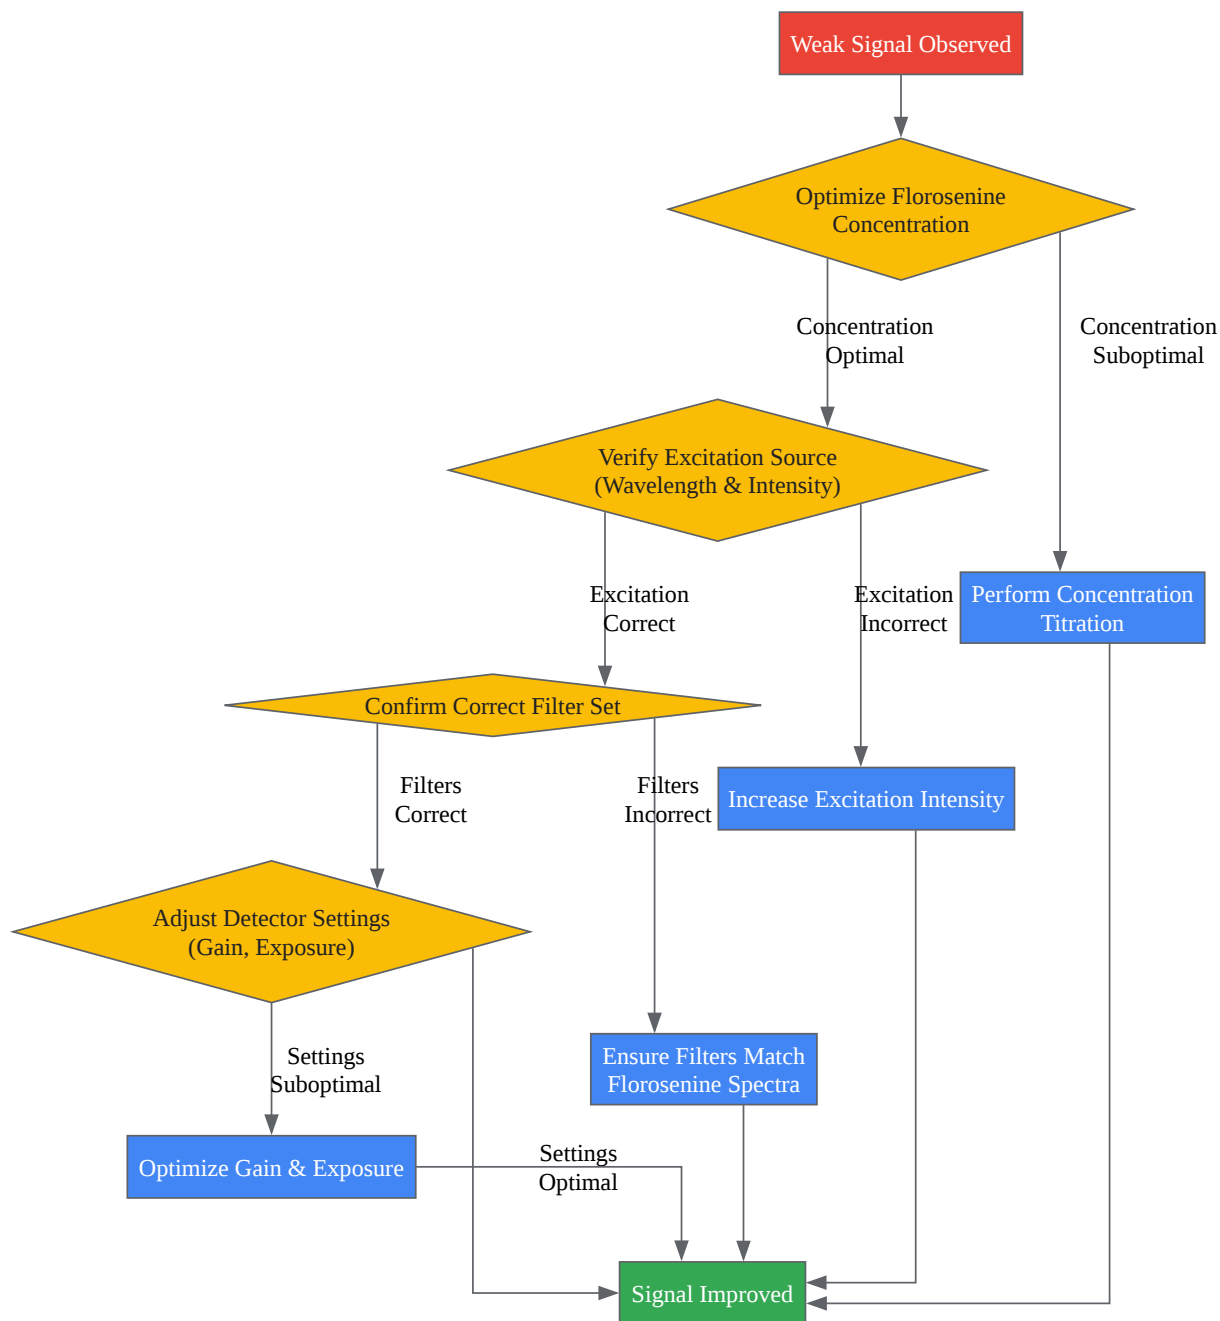 Weak Signal Observed
Optimize Florosenine
Concentration
Concentration
Optimal
Concentration
Suboptimal
Verify Excitation Source
(Wavelength & Intensity)
Excitation
Correct
Excitation
Incorrect
Perform Concentration
Titration
Confirm Correct Filter Set
Filters
Correct
Filters
Incorrect
Increase Excitation Intensity
Adjust Detector Settings
(Gain, Exposure)
Settings
Suboptimal
Ensure Filters Match
Florosenine Spectra
Optimize Gain & Exposure
Settings
Optimal
Signal Improved